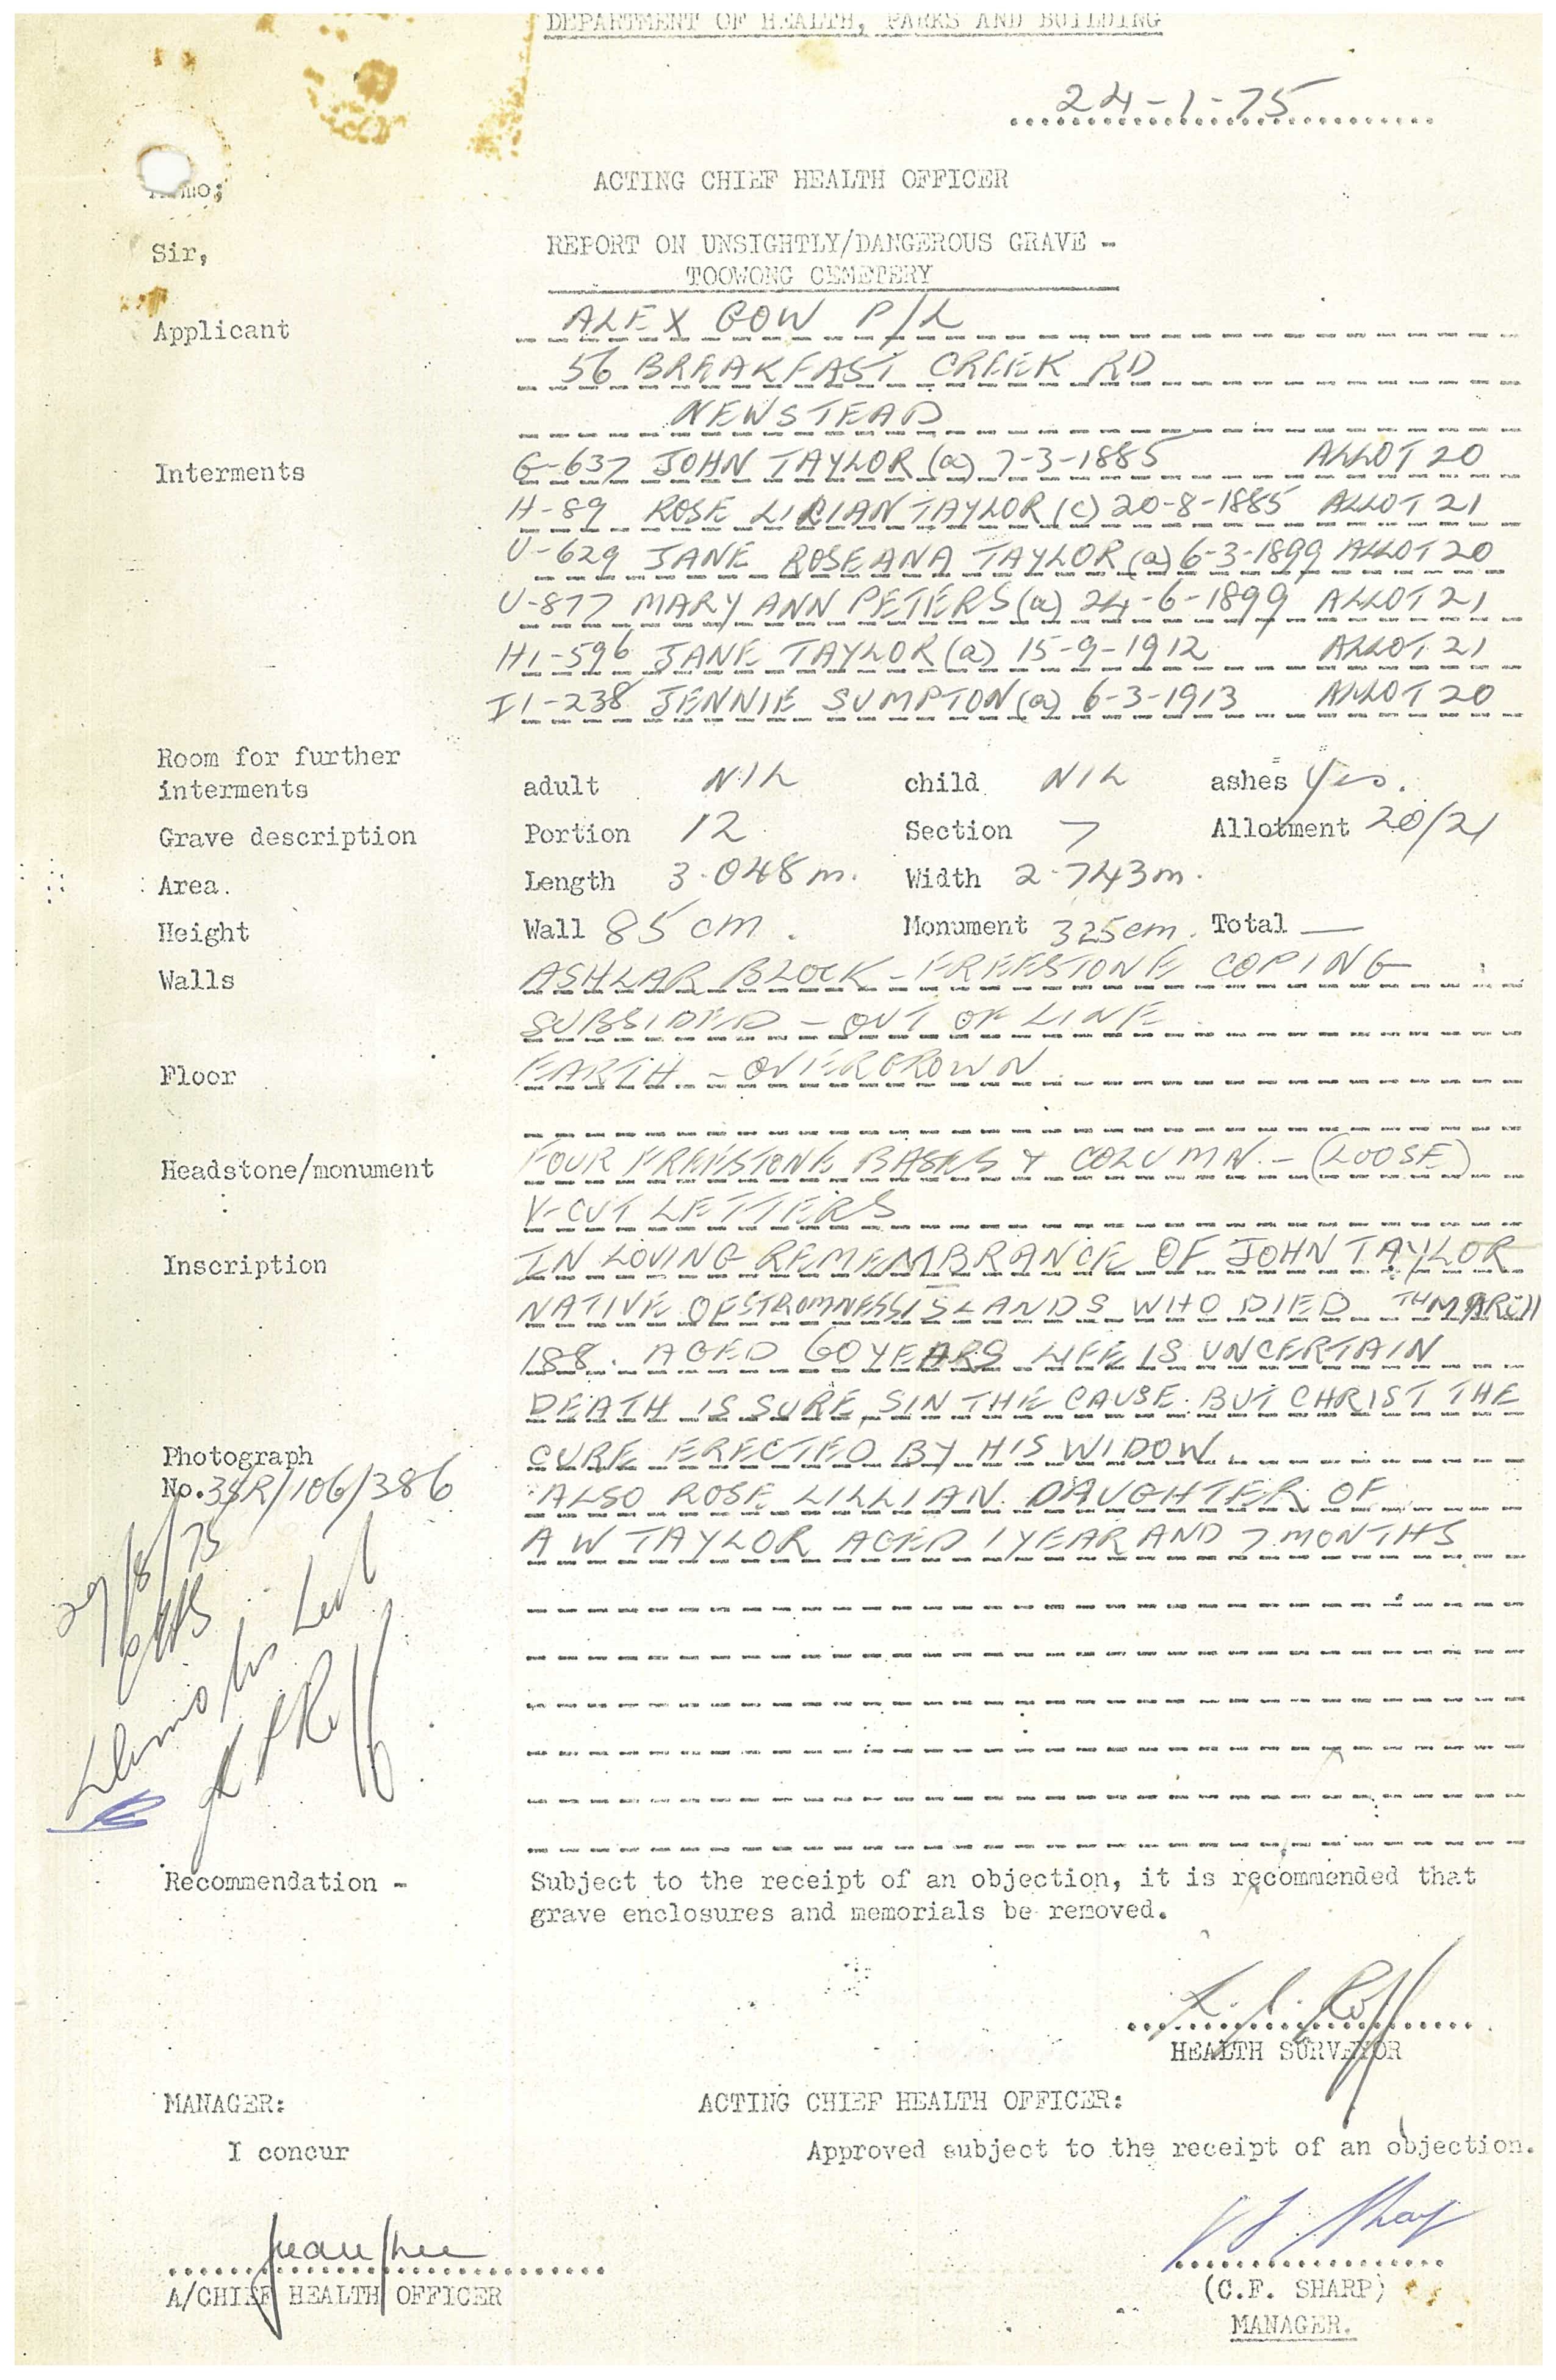 DEPARTMENT OF HEALTH, PARKS AND BUILDING
24-1-75
ACTING CHIEF HEALTH OFFICER
Sir,
REPORT ON UNSIGHTLY/DANGEROUS GRAVE -
TOOWONG CEMETERY
Applicant ALEX GOW P/L
56 BREAKFAST CREEK RD
NEWSTEAD
Interments G-637 JOHN TAYLOR (a) 7-3-1885 ALLOT 20
H-89 ROSE LILIAN TAYLOR (c) 20-8-1885 ALLOT 21
U-629 JANE ROSEANA TAYLOR (a) 6-3-1899 ALLOT 20
U-877 MARY ANN PETERS (a) 24-6-1899 ALLOT 21
H1-596 JANE TAYLOR (a) 15-9-1912 ALLOT 21
I1-238 JENNIE SUMPTON (a) 6-3-1913 ALLOT 20
Room for further
interments adult NIL child NIL ashes Yes.
Grave description Portion 12 Section 7 Allotment 20/21
Area. Length 3.048m. Width 2.743m.
Height Wall 85 cm. Monument 325cm. Total —
Walls ASHLAR BLOCK - FREESTONE COPING
SUBSIDED - OUT OF LINE
Floor EARTH - OVERGROWN
Headstone/monument FOUR FREESTONE BASES & COLUMN. - (LOOSE)
V-CUT LETTERS
Inscription IN LOVING REMEMBRANCE OF JOHN TAYLOR
NATIVE OF STROMNESS ISLANDS WHO DIED TH
188. AGED 60 YEARS LIFE IS UNCERTAIN
DEATH IS SURE, SIN THE CAUSE. BUT CHRIST THE
Photograph CURE ERECTED BY HIS WIDOW.
No. 35R/106/386 ALSO ROSE LILLIAN DAUGHTER OF
A W TAYLOR AGED 1 YEAR AND 7 MONTHS
29/8/75
Recommendation - Subject to the receipt of an objection, it is recommended that
grave enclosures and memorials be removed.
HEALTH SURVEYOR
MANAGER: ACTING CHIEF HEALTH OFFICER:
I concur Approved subject to the receipt of an objection.
A/CHIEF HEALTH OFFICER (C.F. SHARP)
MANAGER.